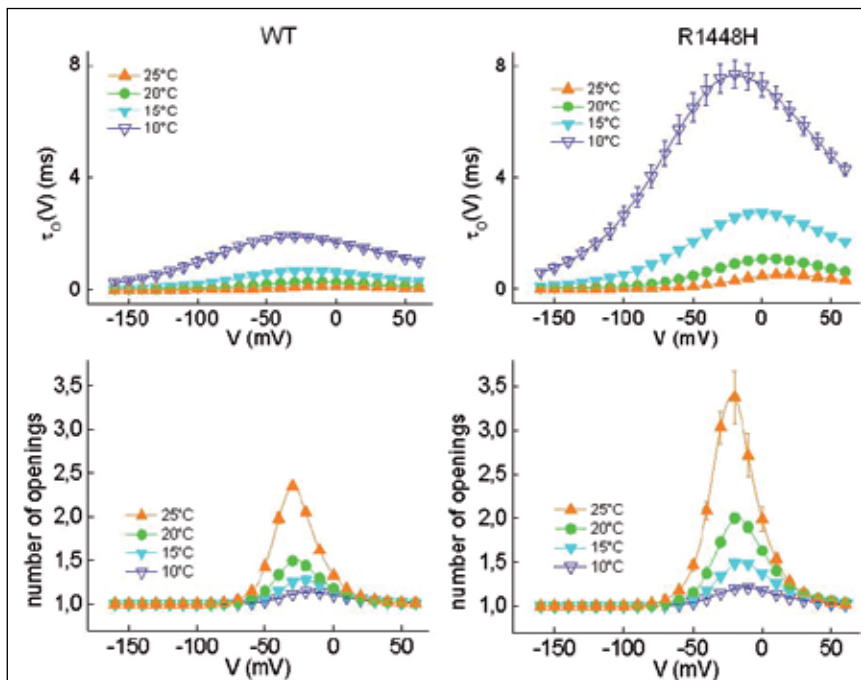 WT
R1448H
τO(V) (ms)
8
4
0
25°C
20°C
15°C
10°C
-150 -100 -50 0 50
V (mV)
8
4
0
25°C
20°C
15°C
10°C
τO(V) (ms)
-150 -100 -50 0 50
V (mV)
number of openings
3,5
3,0
2,5
2,0
1,5
1,0
25°C
20°C
15°C
10°C
-150 -100 -50 0 50
V (mV)
number of openings
3,5
3,0
2,5
2,0
1,5
1,0
25°C
20°C
15°C
10°C
-150 -100 -50 0 50
V (mV)